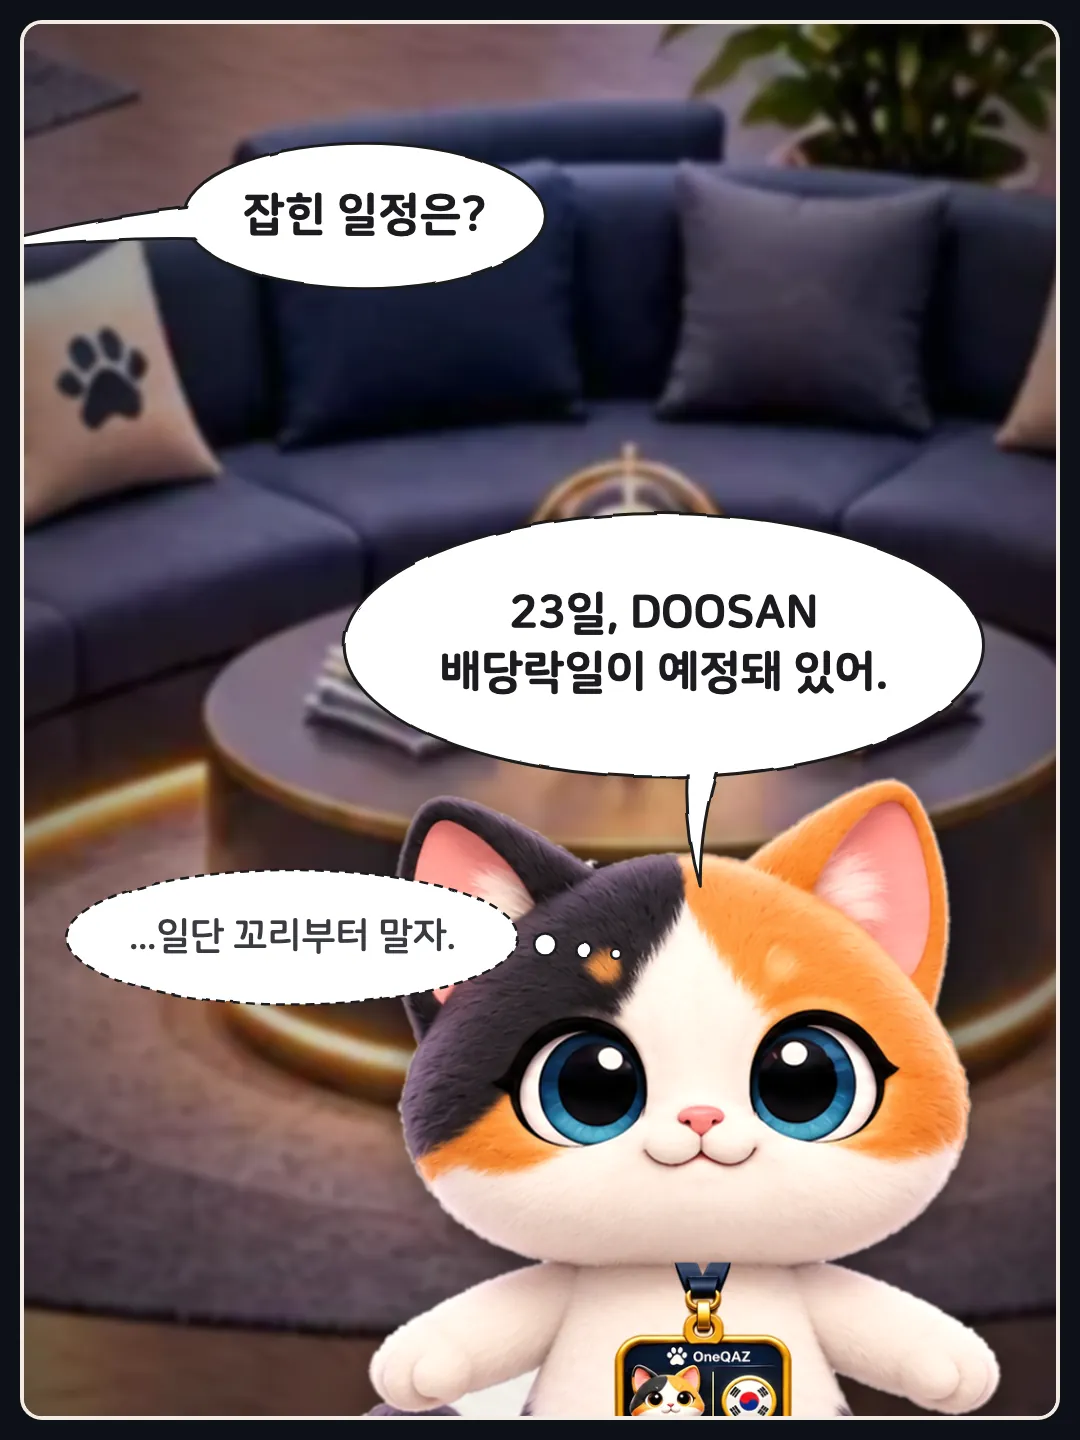 잡힌 일정은?
23일, DOOSAN
배당락일이 예정돼 있어.
...일단 꼬리부터 말자.
OneQAZ